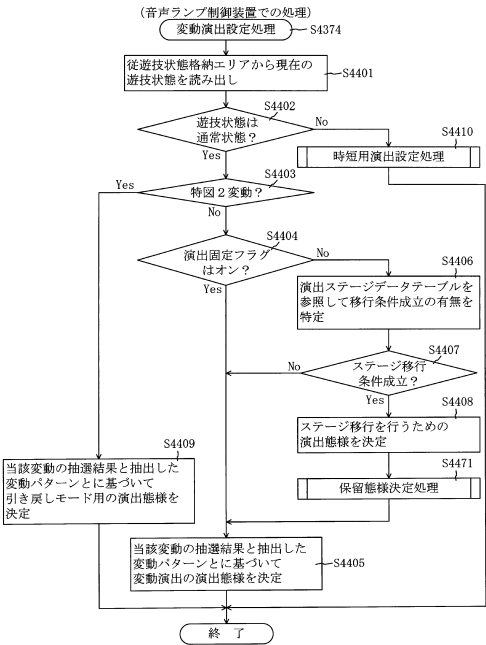 (音声ランプ制御装置での処理)
変動演出設定処理
S4374
従遊技状態格納エリアから現在の
遊技状態を読み出し
S4401
S4402
遊技状態は
通常状態?
No
Yes
S4410
時短用演出設定処理
S4403
特図2変動?
Yes
No
S4404
演出固定フラグ
はオン?
No
Yes
S4406
演出ステージデータテーブルを
参照して移行条件成立の有無を
特定
S4407
ステージ移行
条件成立?
No
Yes
S4408
ステージ移行を行うための
演出態様を決定
S4471
保留態様決定処理
S4409
当該変動の抽選結果と抽出した
変動パターンとに基づいて
引き戻しモード用の演出態様を
決定
当該変動の抽選結果と抽出した
変動パターンとに基づいて
変動演出の演出態様を決定
S4405
終 了